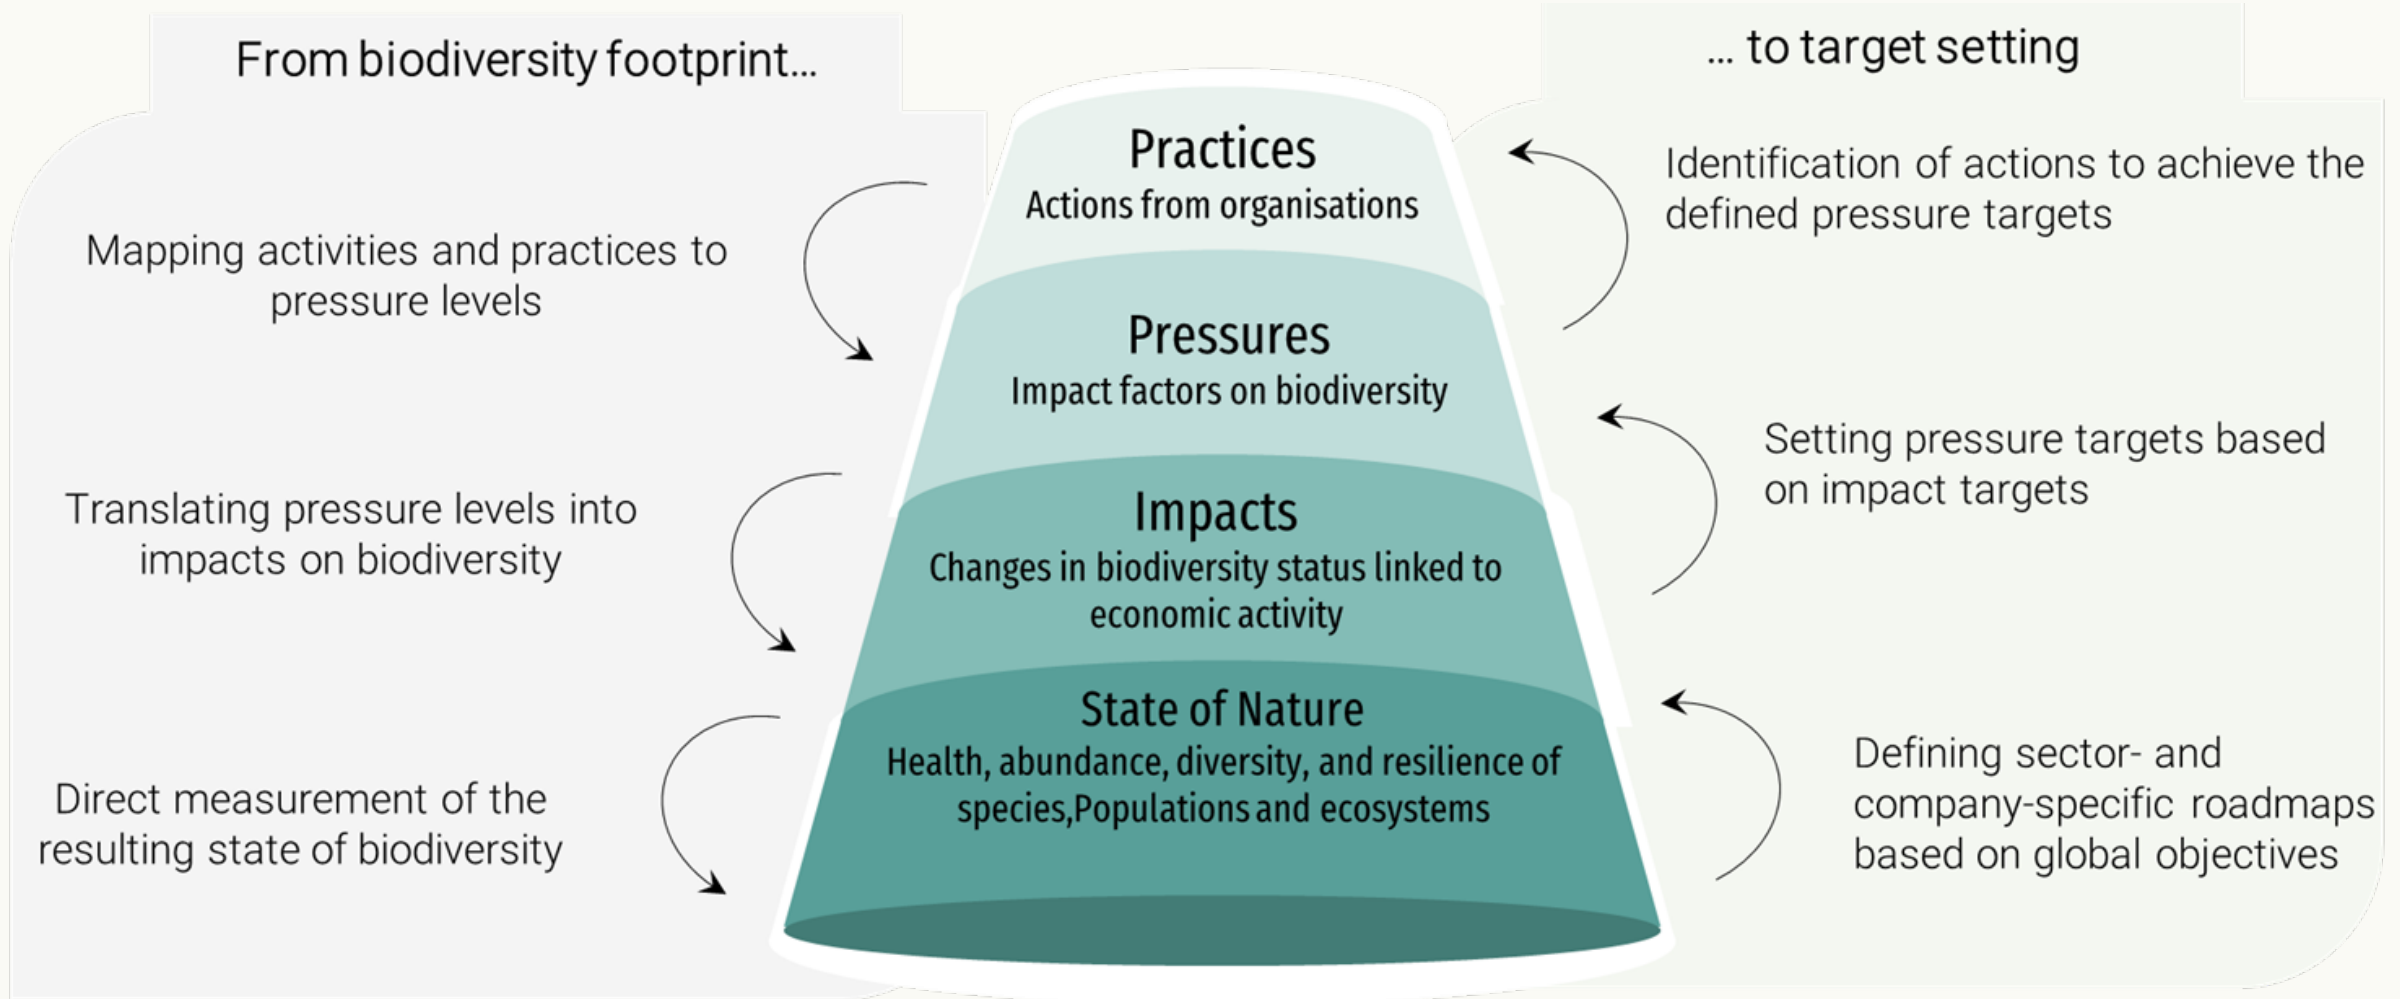 From biodiversity footprint...
... to target setting
Mapping activities and practices to
pressure levels
Translating pressure levels into
impacts on biodiversity
Direct measurement of the
resulting state of biodiversity
Practices
Actions from organisations
Pressures
Impact factors on biodiversity
Impacts
Changes in biodiversity status linked to
economic activity
State of Nature
Health, abundance, diversity, and resilience of
species,Populations and ecosystems
Identification of actions to achieve the
defined pressure targets
Setting pressure targets based
on impact targets
Defining sector- and
company-specific roadmaps
based on global objectives